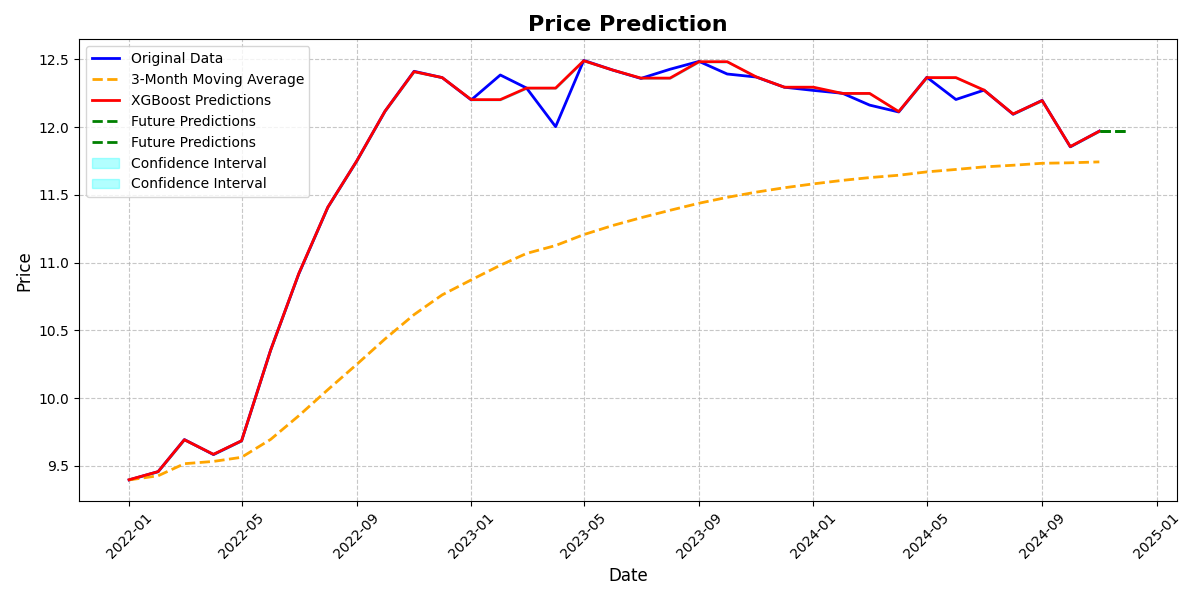 Price Prediction
Original Data
3-Month Moving Average
XGBoost Predictions
Future Predictions
Future Predictions
Confidence Interval
Confidence Interval
Price
12.5
12.0
11.5
11.0
10.5
10.0
9.5
2022-01
2022-05
2022-09
2023-01
2023-05
2023-09
2024-01
2024-05
2024-09
2025-01
Date